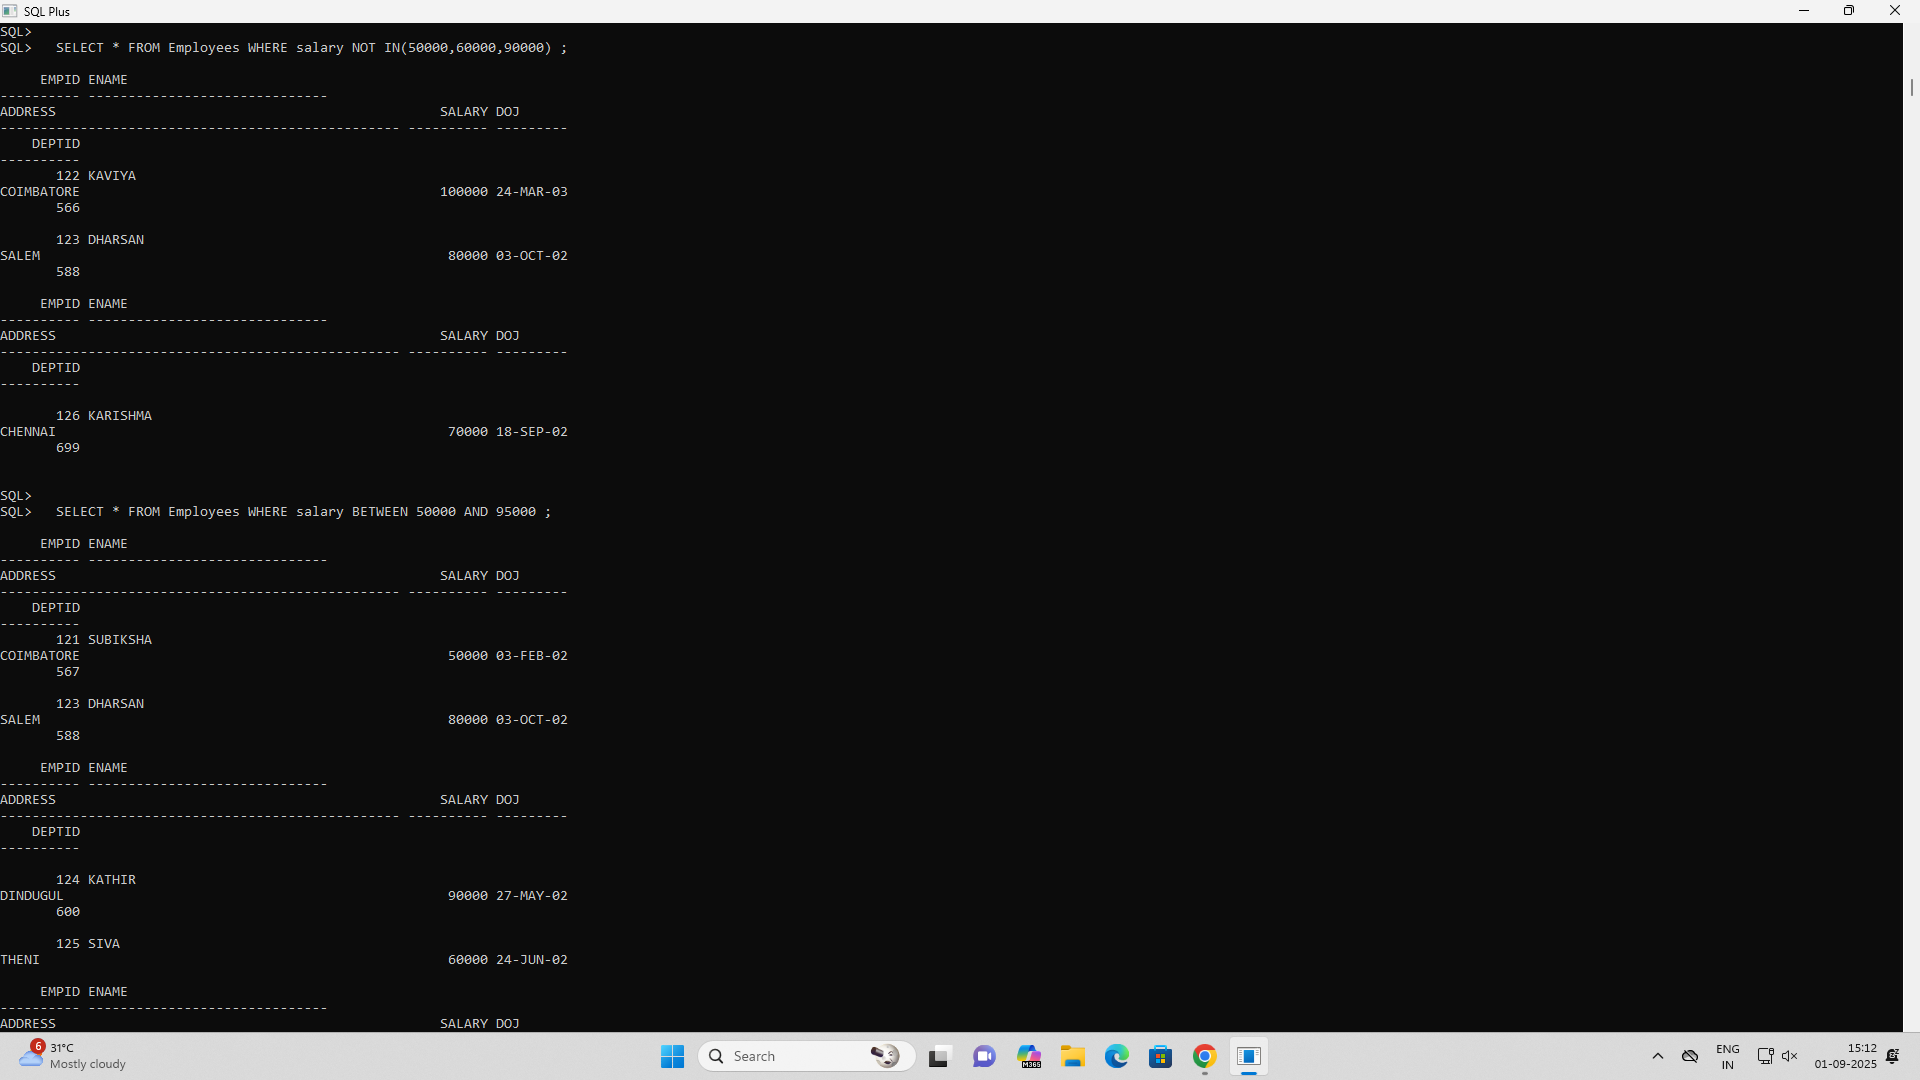 SQL Plus
SQL>
SQL>   SELECT * FROM Employees WHERE salary NOT IN(50000,60000,90000) ;
     EMPID ENAME
---------- ------------------------------
ADDRESS                                                SALARY DOJ
-------------------------------------------------- ---------- ---------
    DEPTID
----------
       122 KAVIYA
COIMBATORE                                             100000 24-MAR-03
       566
       123 DHARSAN
SALEM                                                   80000 03-OCT-02
       588
     EMPID ENAME
---------- ------------------------------
ADDRESS                                                SALARY DOJ
-------------------------------------------------- ---------- ---------
    DEPTID
----------
       126 KARISHMA
CHENNAI                                                 70000 18-SEP-02
       699
SQL>
SQL>   SELECT * FROM Employees WHERE salary BETWEEN 50000 AND 95000 ;
     EMPID ENAME
---------- ------------------------------
ADDRESS                                                SALARY DOJ
-------------------------------------------------- ---------- ---------
    DEPTID
----------
       121 SUBIKSHA
COIMBATORE                                              50000 03-FEB-02
       567
       123 DHARSAN
SALEM                                                   80000 03-OCT-02
       588
     EMPID ENAME
---------- ------------------------------
ADDRESS                                                SALARY DOJ
-------------------------------------------------- ---------- ---------
    DEPTID
----------
       124 KATHIR
DINDUGUL                                                90000 27-MAY-02
       600
       125 SIVA
THENI                                                   60000 24-JUN-02
     EMPID ENAME
---------- ------------------------------
ADDRESS                                                SALARY DOJ
6
31°C
Mostly cloudy
Search
M365
ENG
IN
15:12
01-09-2025